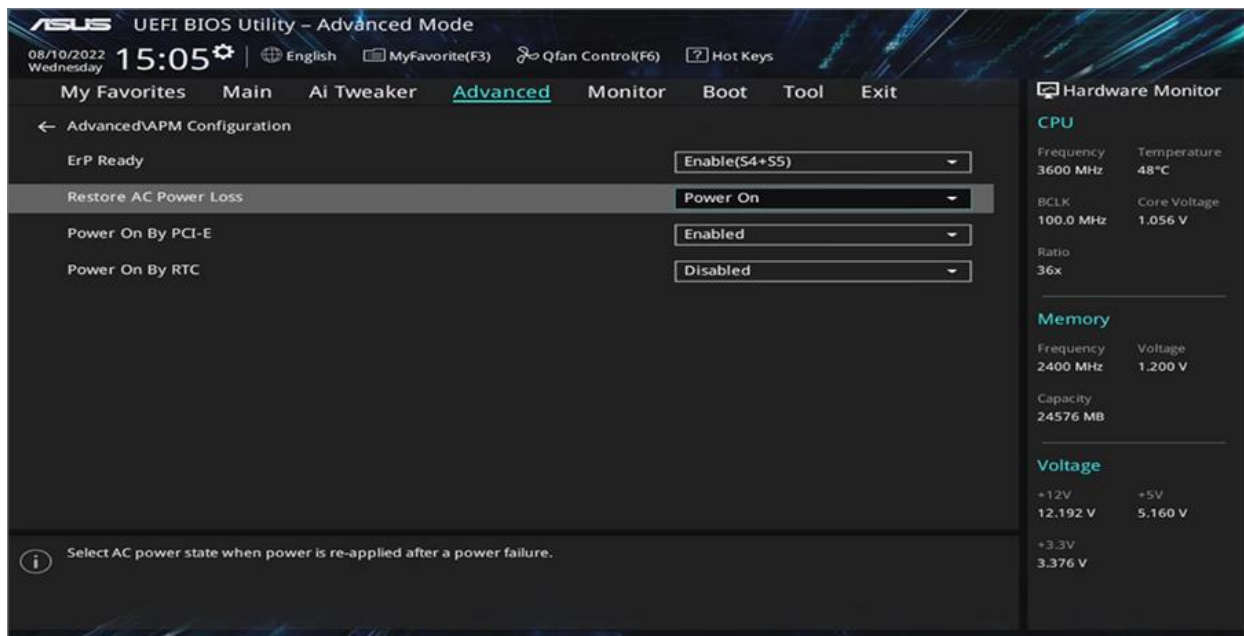 ASUS UEFI BIOS Utility – Advanced Mode
08/10/2022 Wednesday 15:05 English MyFavorite(F3) Qfan Control(F6) ? Hot Keys
My Favorites Main Ai Tweaker Advanced Monitor Boot Tool Exit
← Advanced\APM Configuration
ErP Ready Enable(S4+S5)
Restore AC Power Loss Power On
Power On By PCI-E Enabled
Power On By RTC Disabled
i Select AC power state when power is re-applied after a power failure.
Hardware Monitor
CPU
Frequency Temperature
3600 MHz 48°C
BCLK Core Voltage
100.0 MHz 1.056 V
Ratio
36x
Memory
Frequency Voltage
2400 MHz 1.200 V
Capacity
24576 MB
Voltage
+12V +5V
12.192 V 5.160 V
+3.3V
3.376 V